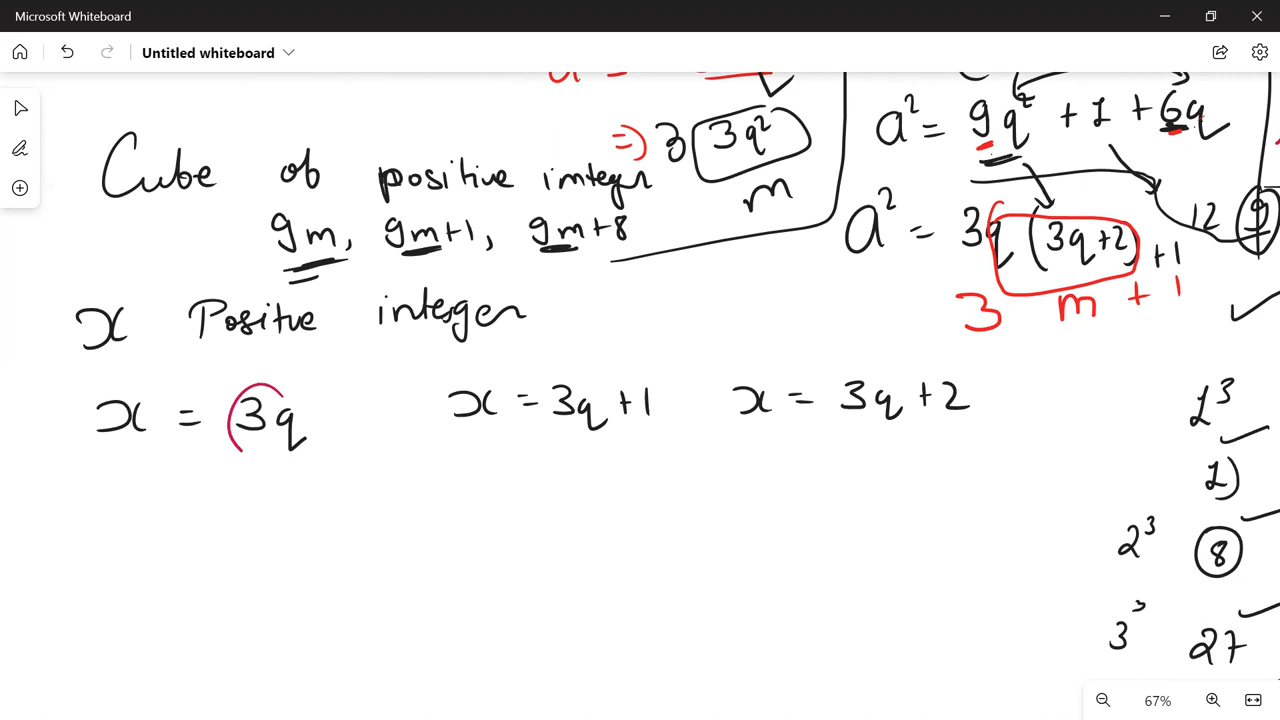 Microsoft Whiteboard
Untitled whiteboard
a =
Cube of positive integer
9m, 9m+1, 9m+8
=) 3 3q²
m
a² = 9q² + 1 + 6q
a² = 3q (3q+2) + 1
3 m + 1
12 9
x Positive integer
x = 3q
x = 3q + 1
x = 3q + 2
1³
1)
2³ 8
3³ 27
67%